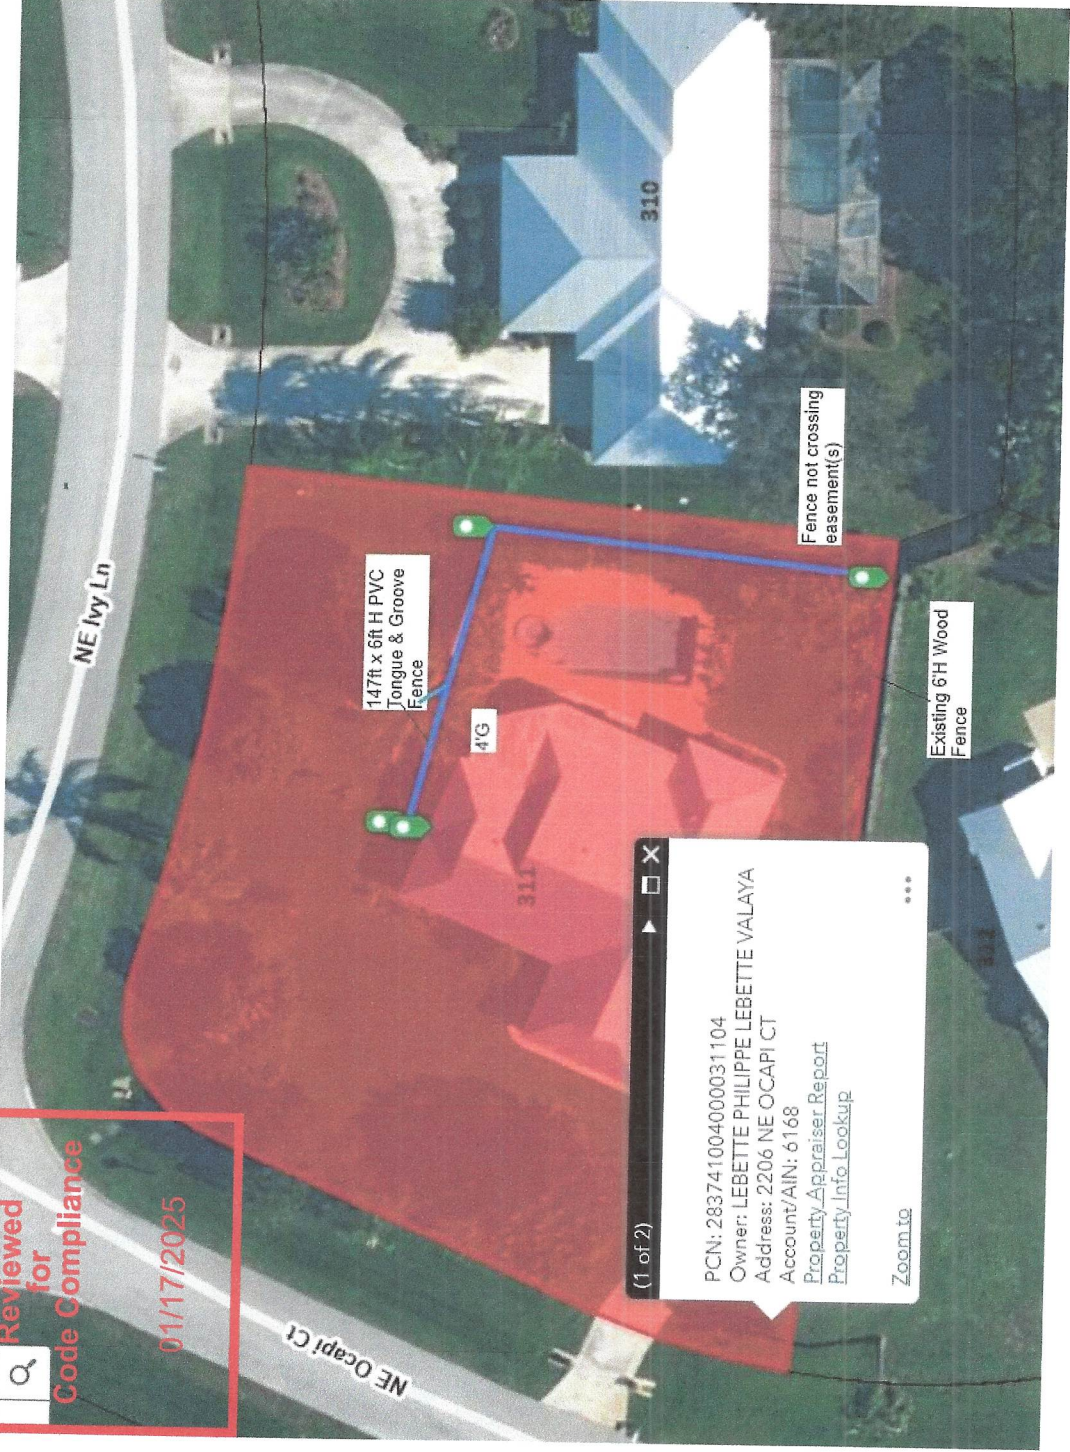 Reviewed
for
Code Compliance
01/17/2025
NE Ivy Ln
NE Ocapi Ct
147ft x 6ft H PVC
Tongue & Groove
Fence
4'G
310
311
312
Fence not crossing
easement(s)
Existing 6'H Wood
Fence
(1 of 2)
PCN: 283741004000031104
Owner: LEBETTE PHILIPPE LEBETTE VALAYA
Address: 2206 NE OCAPI CT
Account/AIN: 6168
Property Appraiser Report
Property Info Lookup
Zoom to